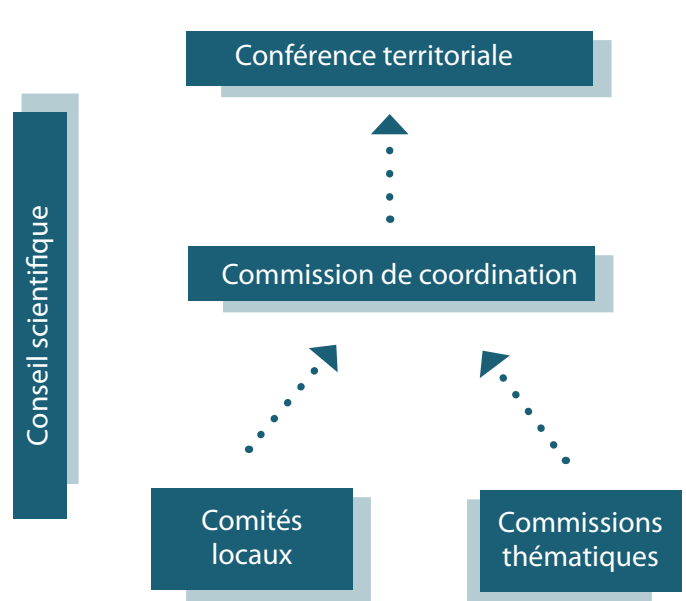 Conférence territoriale
Conseil scientifique
Commission de coordination
Comités
locaux
Commissions
thématiques